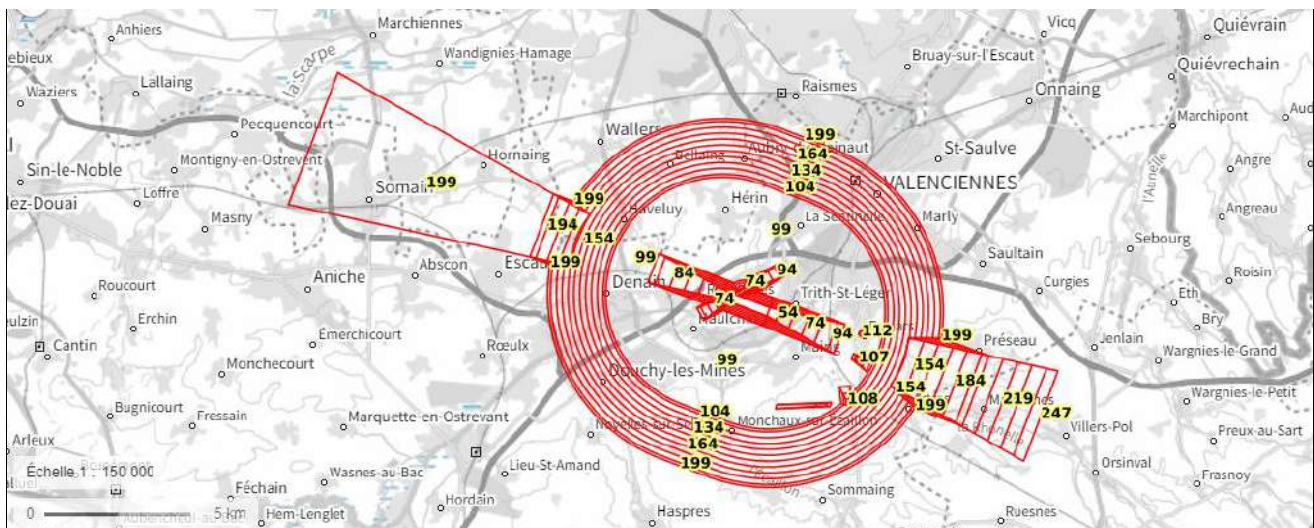 Anhiers
Marchiennes
Vicq
Quiévrain
Wandignies-Hamage
Bruay-sur-l'Escaut
Quiévrechain
Lallaing
la Scarpe
Raismes
Onnaing
Waziers
Pecquencourt
Wallers
199
Marchipont
Hornaing
Bellaing
Aubry
164
St-Saulve
Montigny-en-Ostrevent
Sin-le-Noble
134
Angre
199
104
VALENCIENNES
l'Aunelle
Loffre
Somain
199
Hérin
Masny
194
Haveluy
La Sentinelle
Marly
Angreau
154
99
Sebourg
Saultain
199
99
Aniche
Abscon
84
94
Roisin
74
Curgies
Roucourt
Denain
74
Trith-St-Léger
Eth
54
Erchin
Émerchicourt
74
112
Bry
94
199
Cantin
Rœulx
Préseau
Jenlain
99
Maing
107
154
Wargnies-le-Grand
Monchecourt
Douchy-les-Mines
184
154
108
219
Wargnies-le-Petit
199
104
247
Bugnicourt
Fressain
Marquette-en-Ostrevant
134
Villers-Pol
Preux-au-Sart
Arleux
164
199
Échelle 1 : 150 000
Wasnes-au-Bac
Lieu-St-Amand
Orsinval
Frasnoy
Féchain
Hordain
Sommaing
0
5 km
Hem-Lenglet
Haspres
Ruesnes